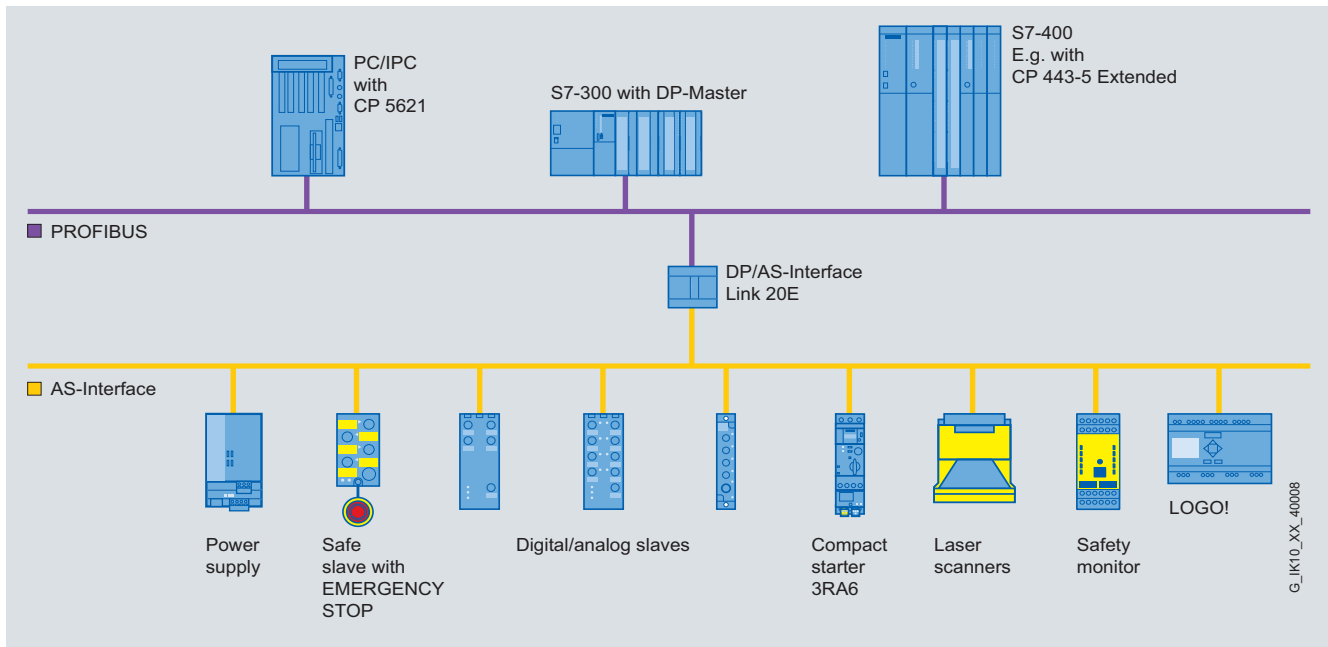 PC/IPC
with
CP 5621
S7-300 with DP-Master
S7-400
E.g. with
CP 443-5 Extended
PROFIBUS
DP/AS-Interface
Link 20E
AS-Interface
Power
supply
Safe
slave with
EMERGENCY
STOP
Digital/analog slaves
Compact
starter
3RA6
Laser
scanners
Safety
monitor
LOGO!
G_IK10_XX_40008